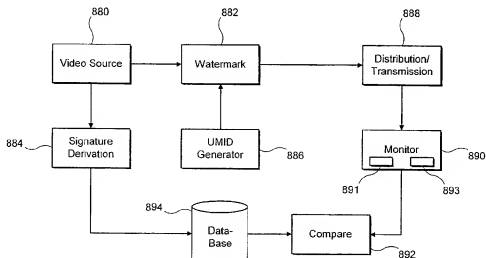 880
882
888
Video Source
Watermark
Distribution/
Transmission
884
Signature
Derivation
UMID
Generator
886
Monitor
890
891
893
894
Data-
Base
Compare
892